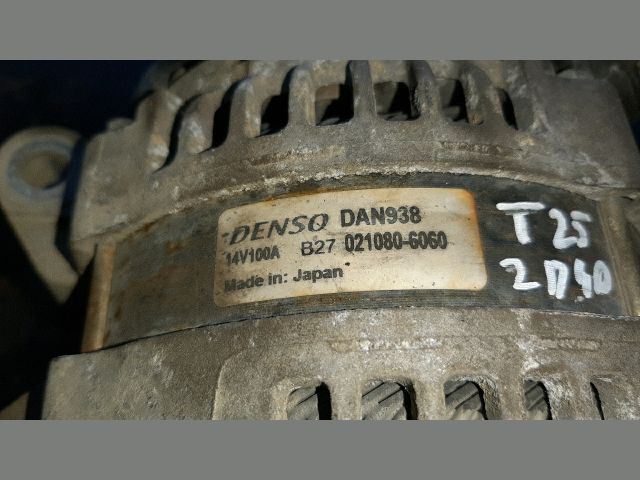 DENSO DAN938
14V100A B27 021080-6060
Made in: Japan
T25
2D40